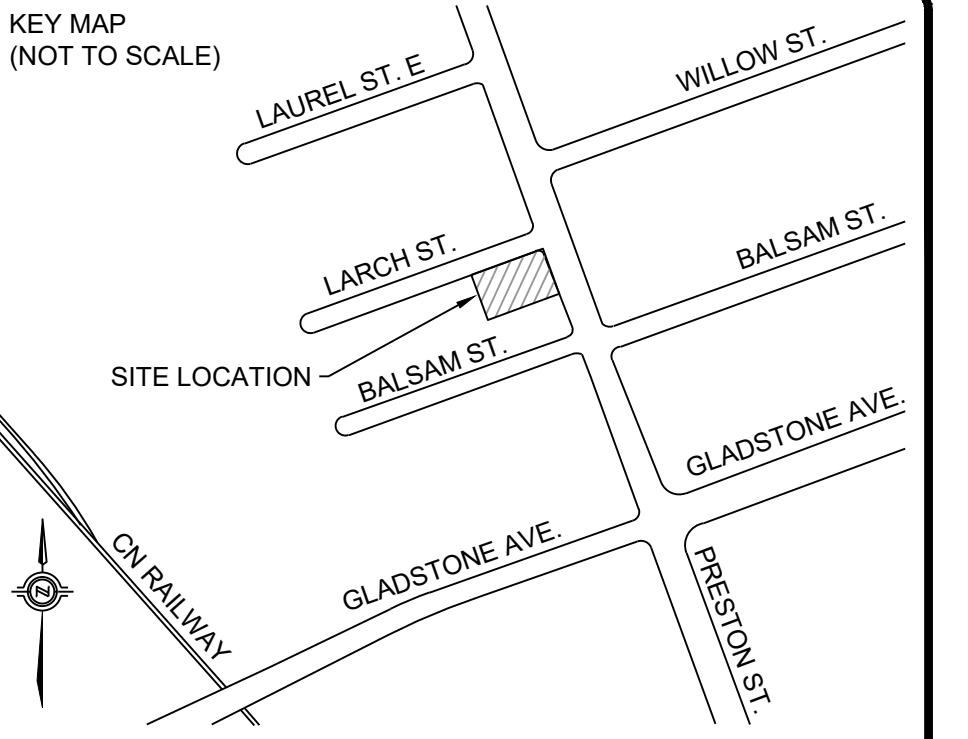 KEY MAP
(NOT TO SCALE)
LAUREL ST. E
WILLOW ST.
LARCH ST.
BALSAM ST.
SITE LOCATION
BALSAM ST.
GLADSTONE AVE.
CN RAILWAY
GLADSTONE AVE.
PRESTON ST.
Z